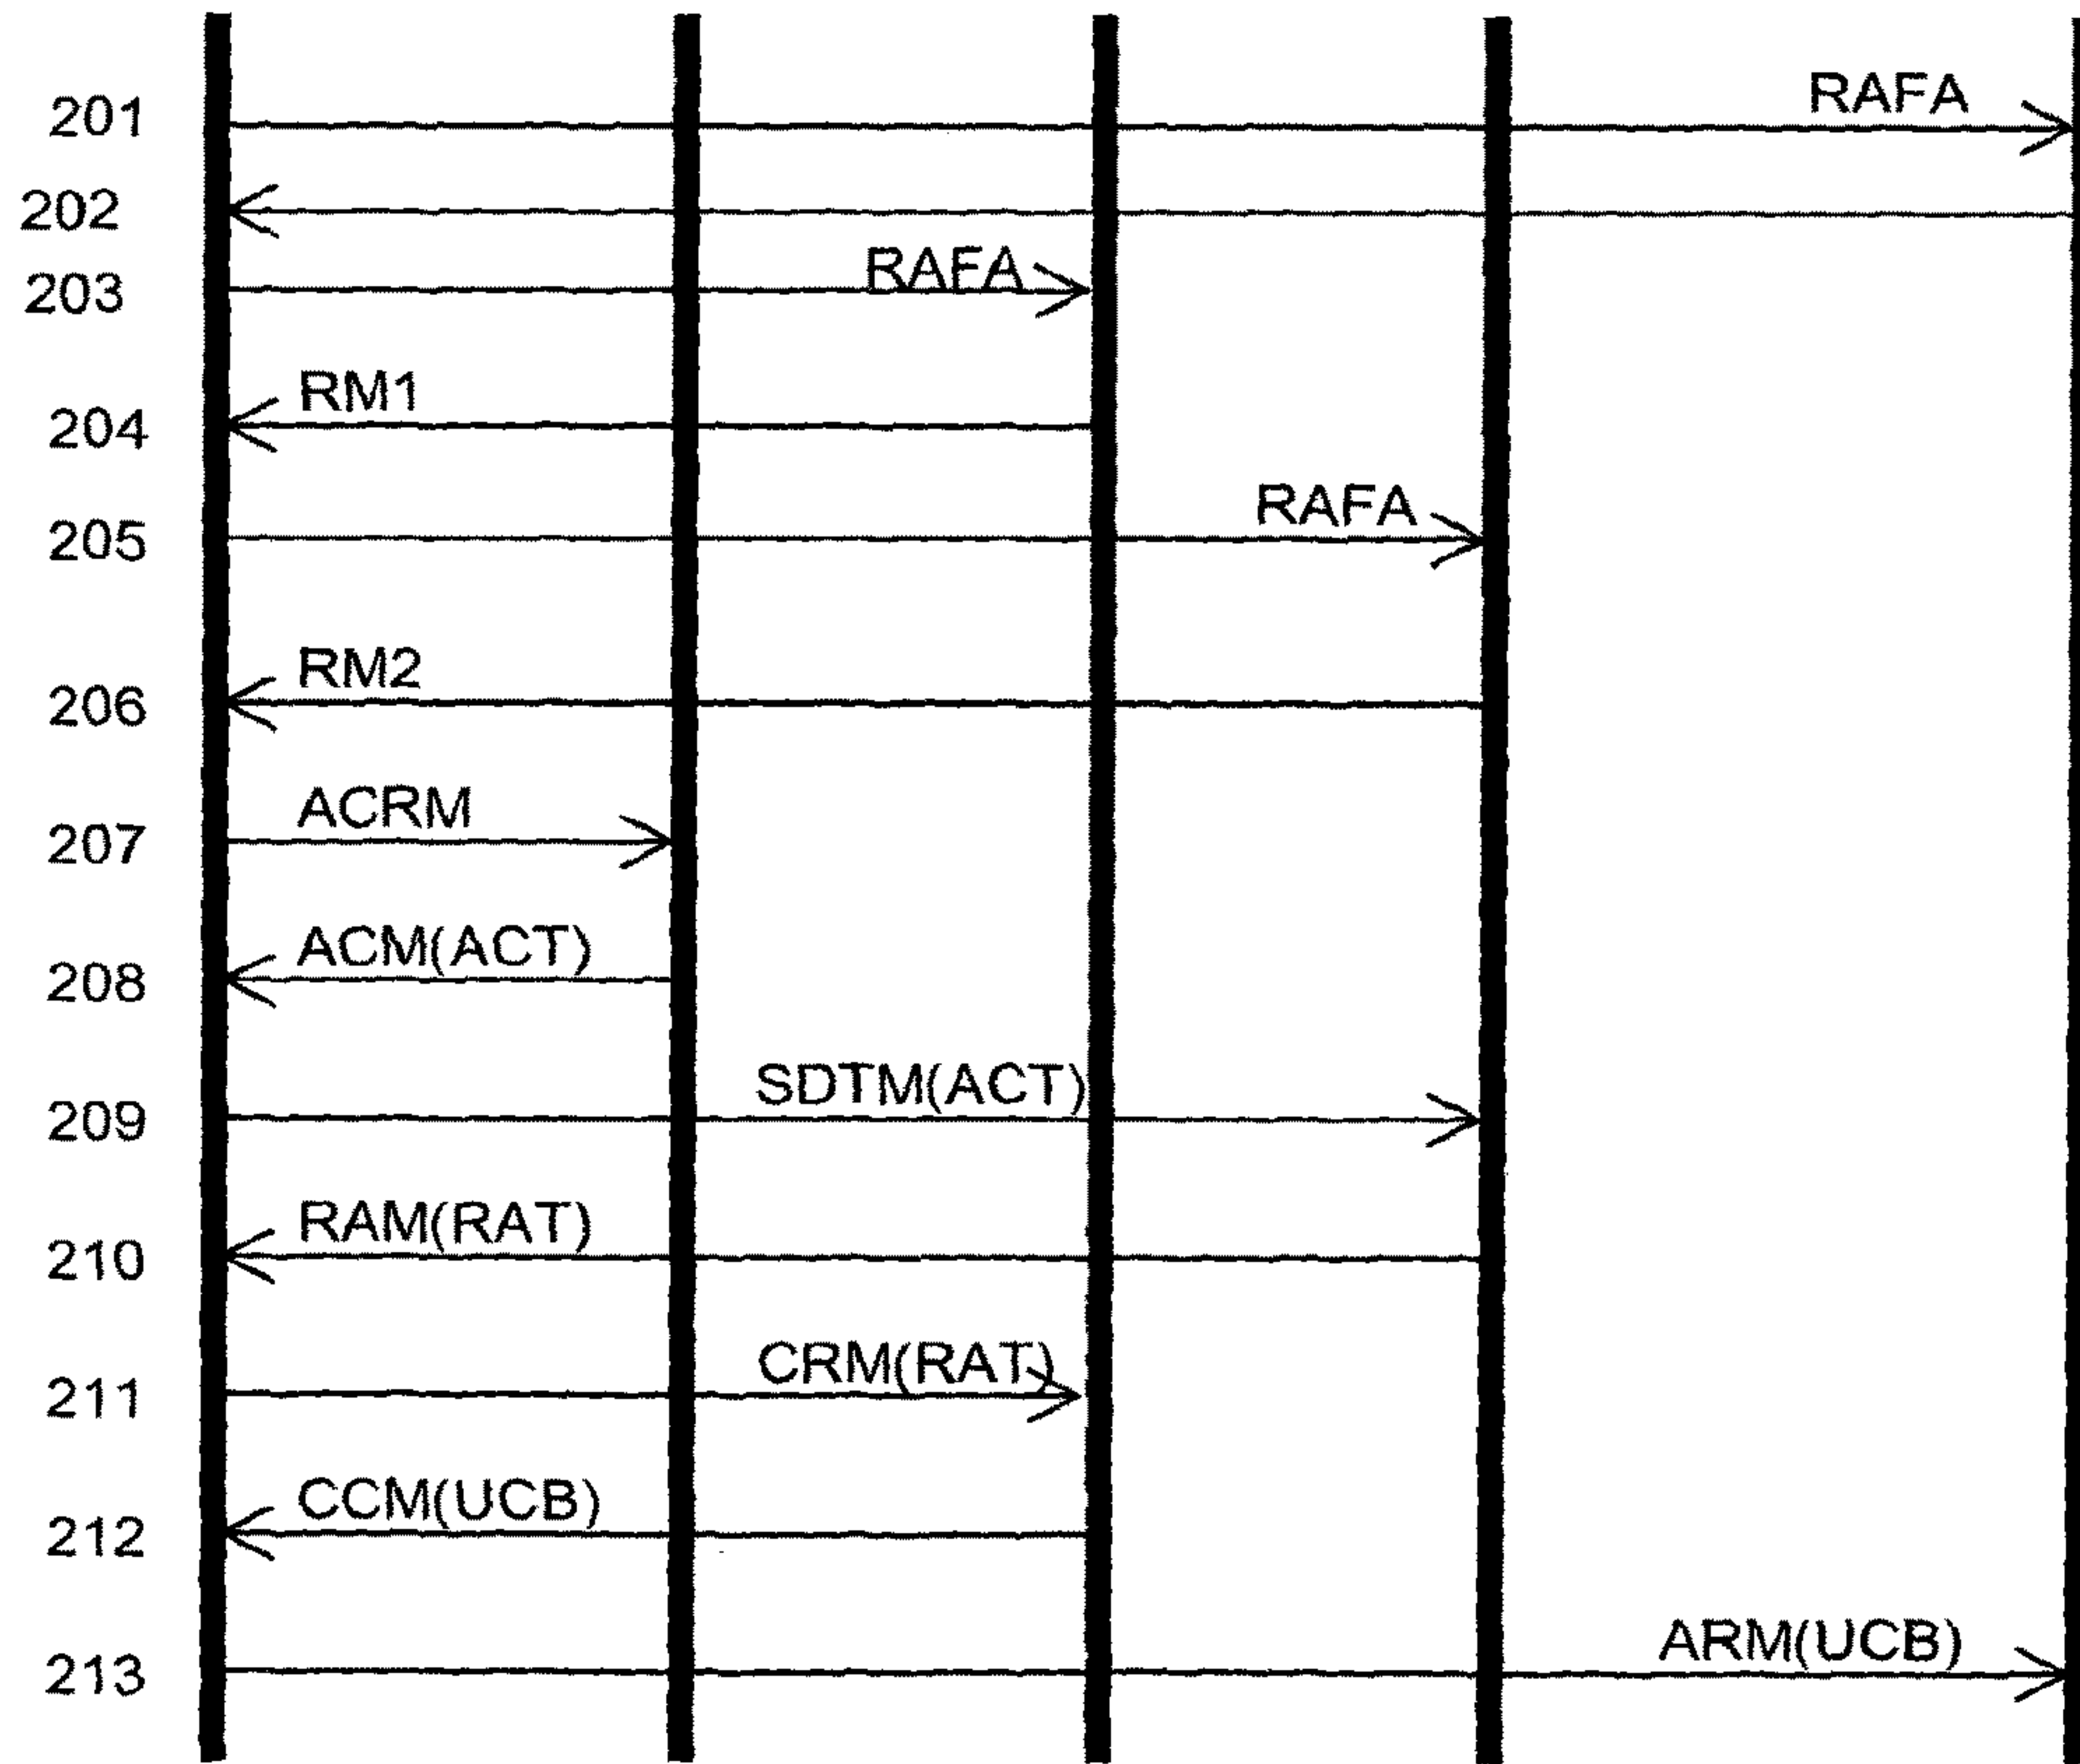 201 RAFA
202
203 RAFA
204 RM1
205 RAFA
206 RM2
207 ACRM
208 ACM(ACT)
209 SDTM(ACT)
210 RAM(RAT)
211 CRM(RAT)
212 CCM(UCB)
213 ARM(UCB)